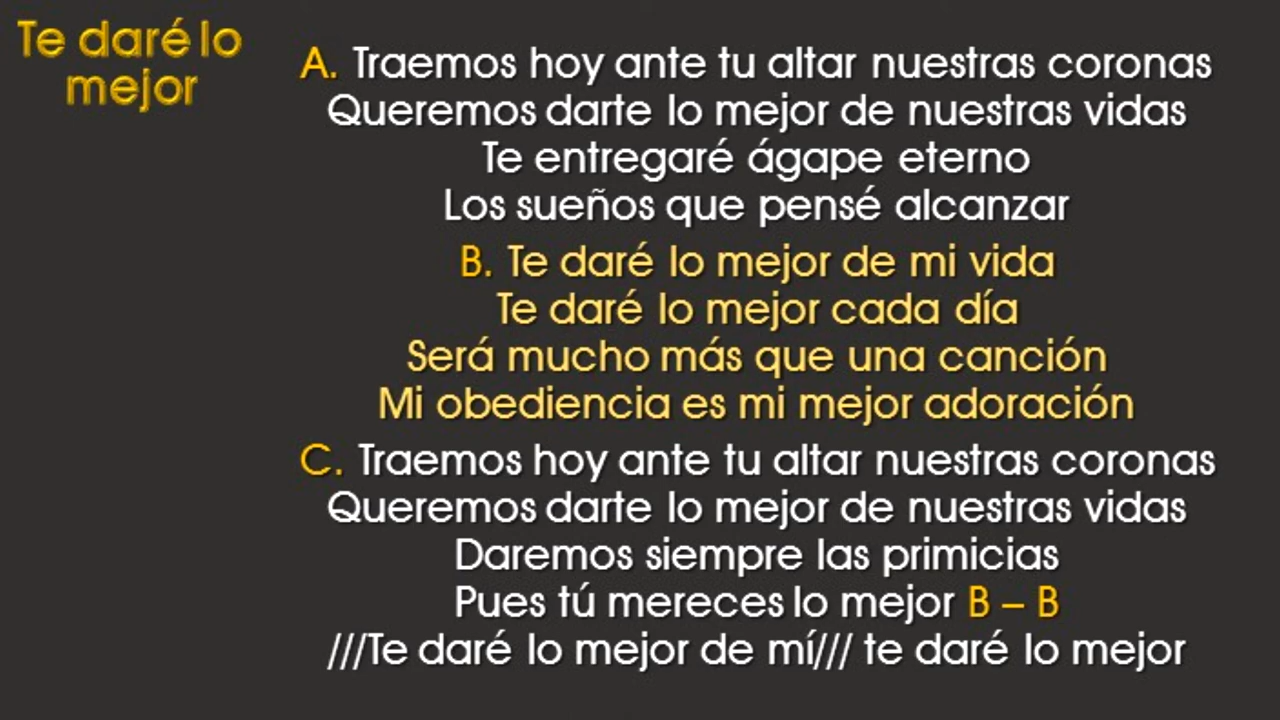 Te daré lo
mejor
A. Traemos hoy ante tu altar nuestras coronas
Queremos darte lo mejor de nuestras vidas
Te entregaré ágape eterno
Los sueños que pensé alcanzar
B. Te daré lo mejor de mi vida
Te daré lo mejor cada día
Será mucho más que una canción
Mi obediencia es mi mejor adoración
C. Traemos hoy ante tu altar nuestras coronas
Queremos darte lo mejor de nuestras vidas
Daremos siempre las primicias
Pues tú mereces lo mejor B – B
///Te daré lo mejor de mí/// te daré lo mejor